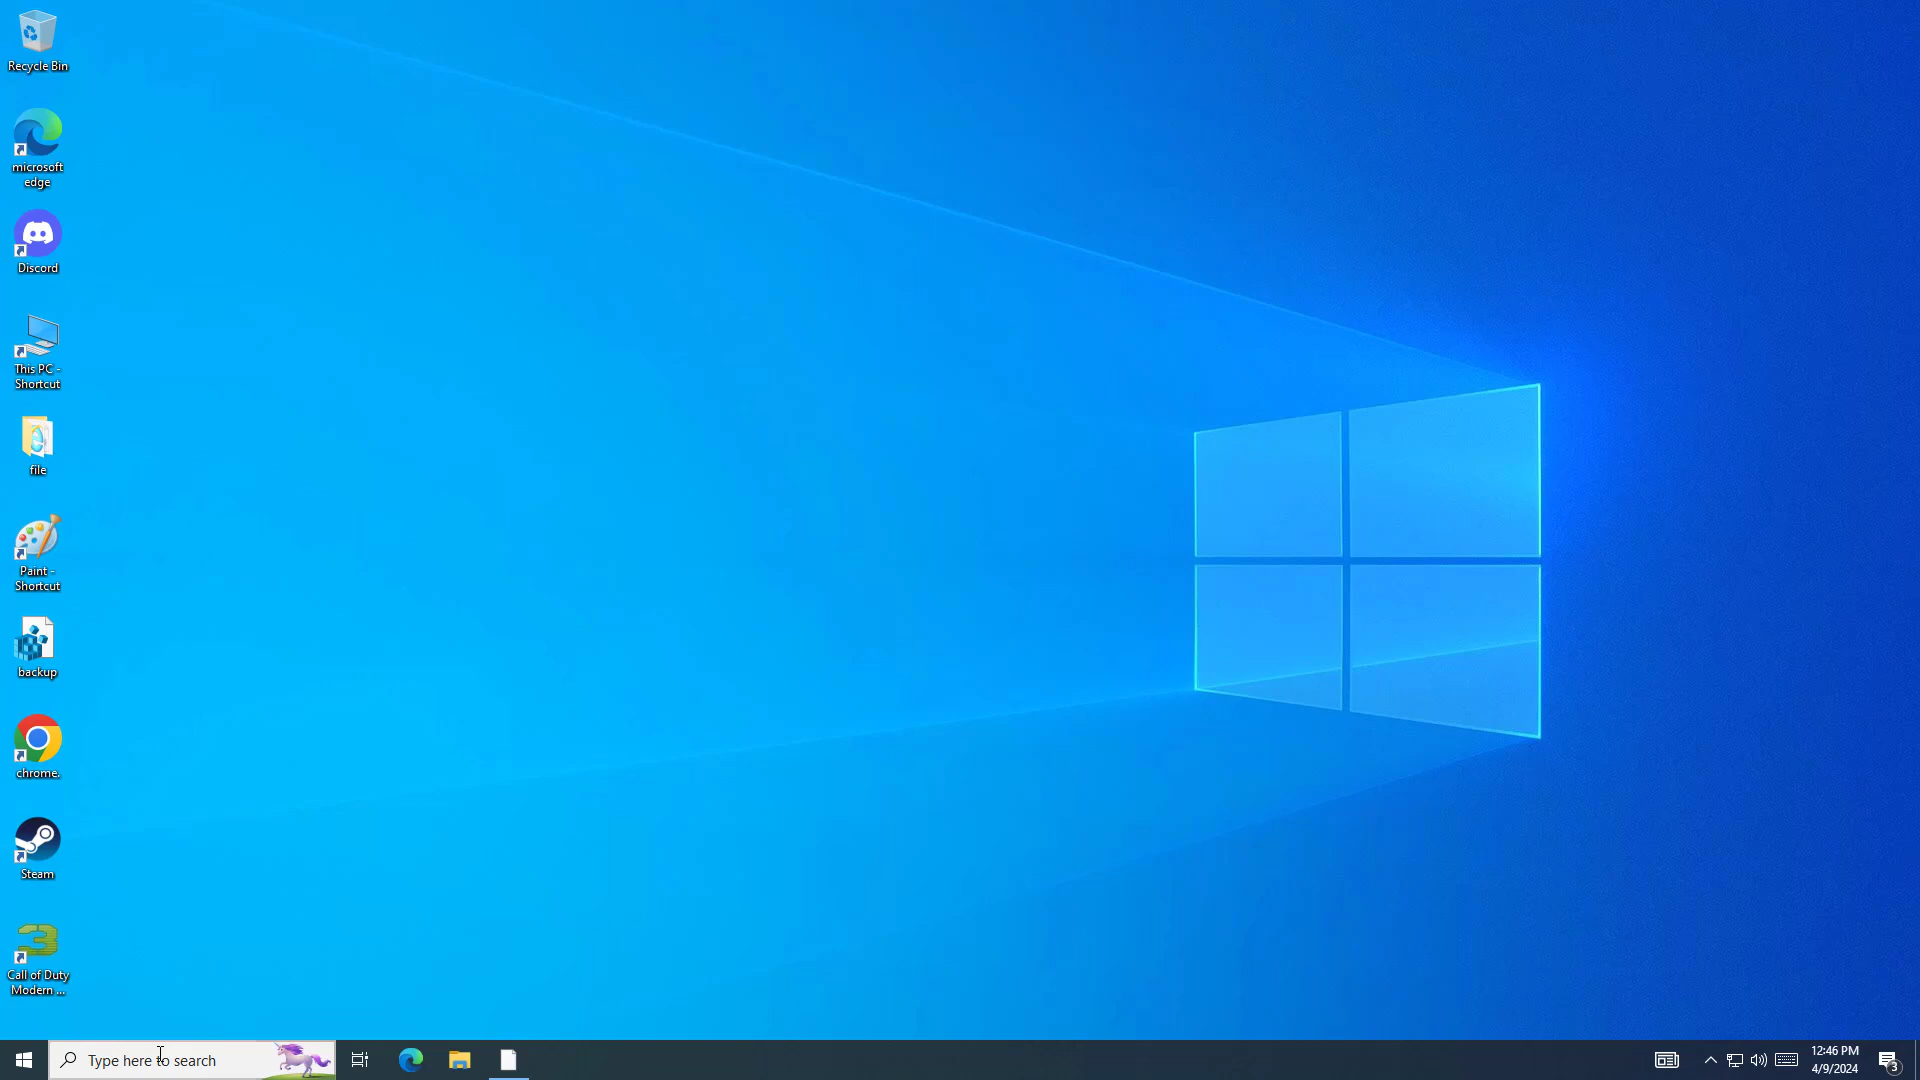 Recycle Bin
microsoft
edge
Discord
This PC -
Shortcut
file
Paint -
Shortcut
backup
chrome.
Steam
3
Call of Duty
Modern ...
Type here to search
12:46 PM
4/9/2024
3